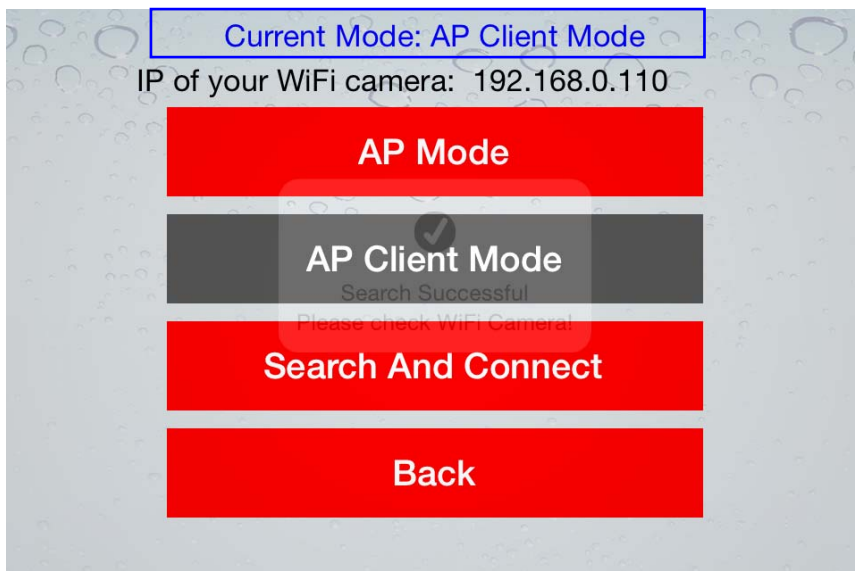 Current Mode: AP Client Mode
IP of your WiFi camera: 192.168.0.110
AP Mode
AP Client Mode
Search Successful
Please check WiFi Camera!
Search And Connect
Back